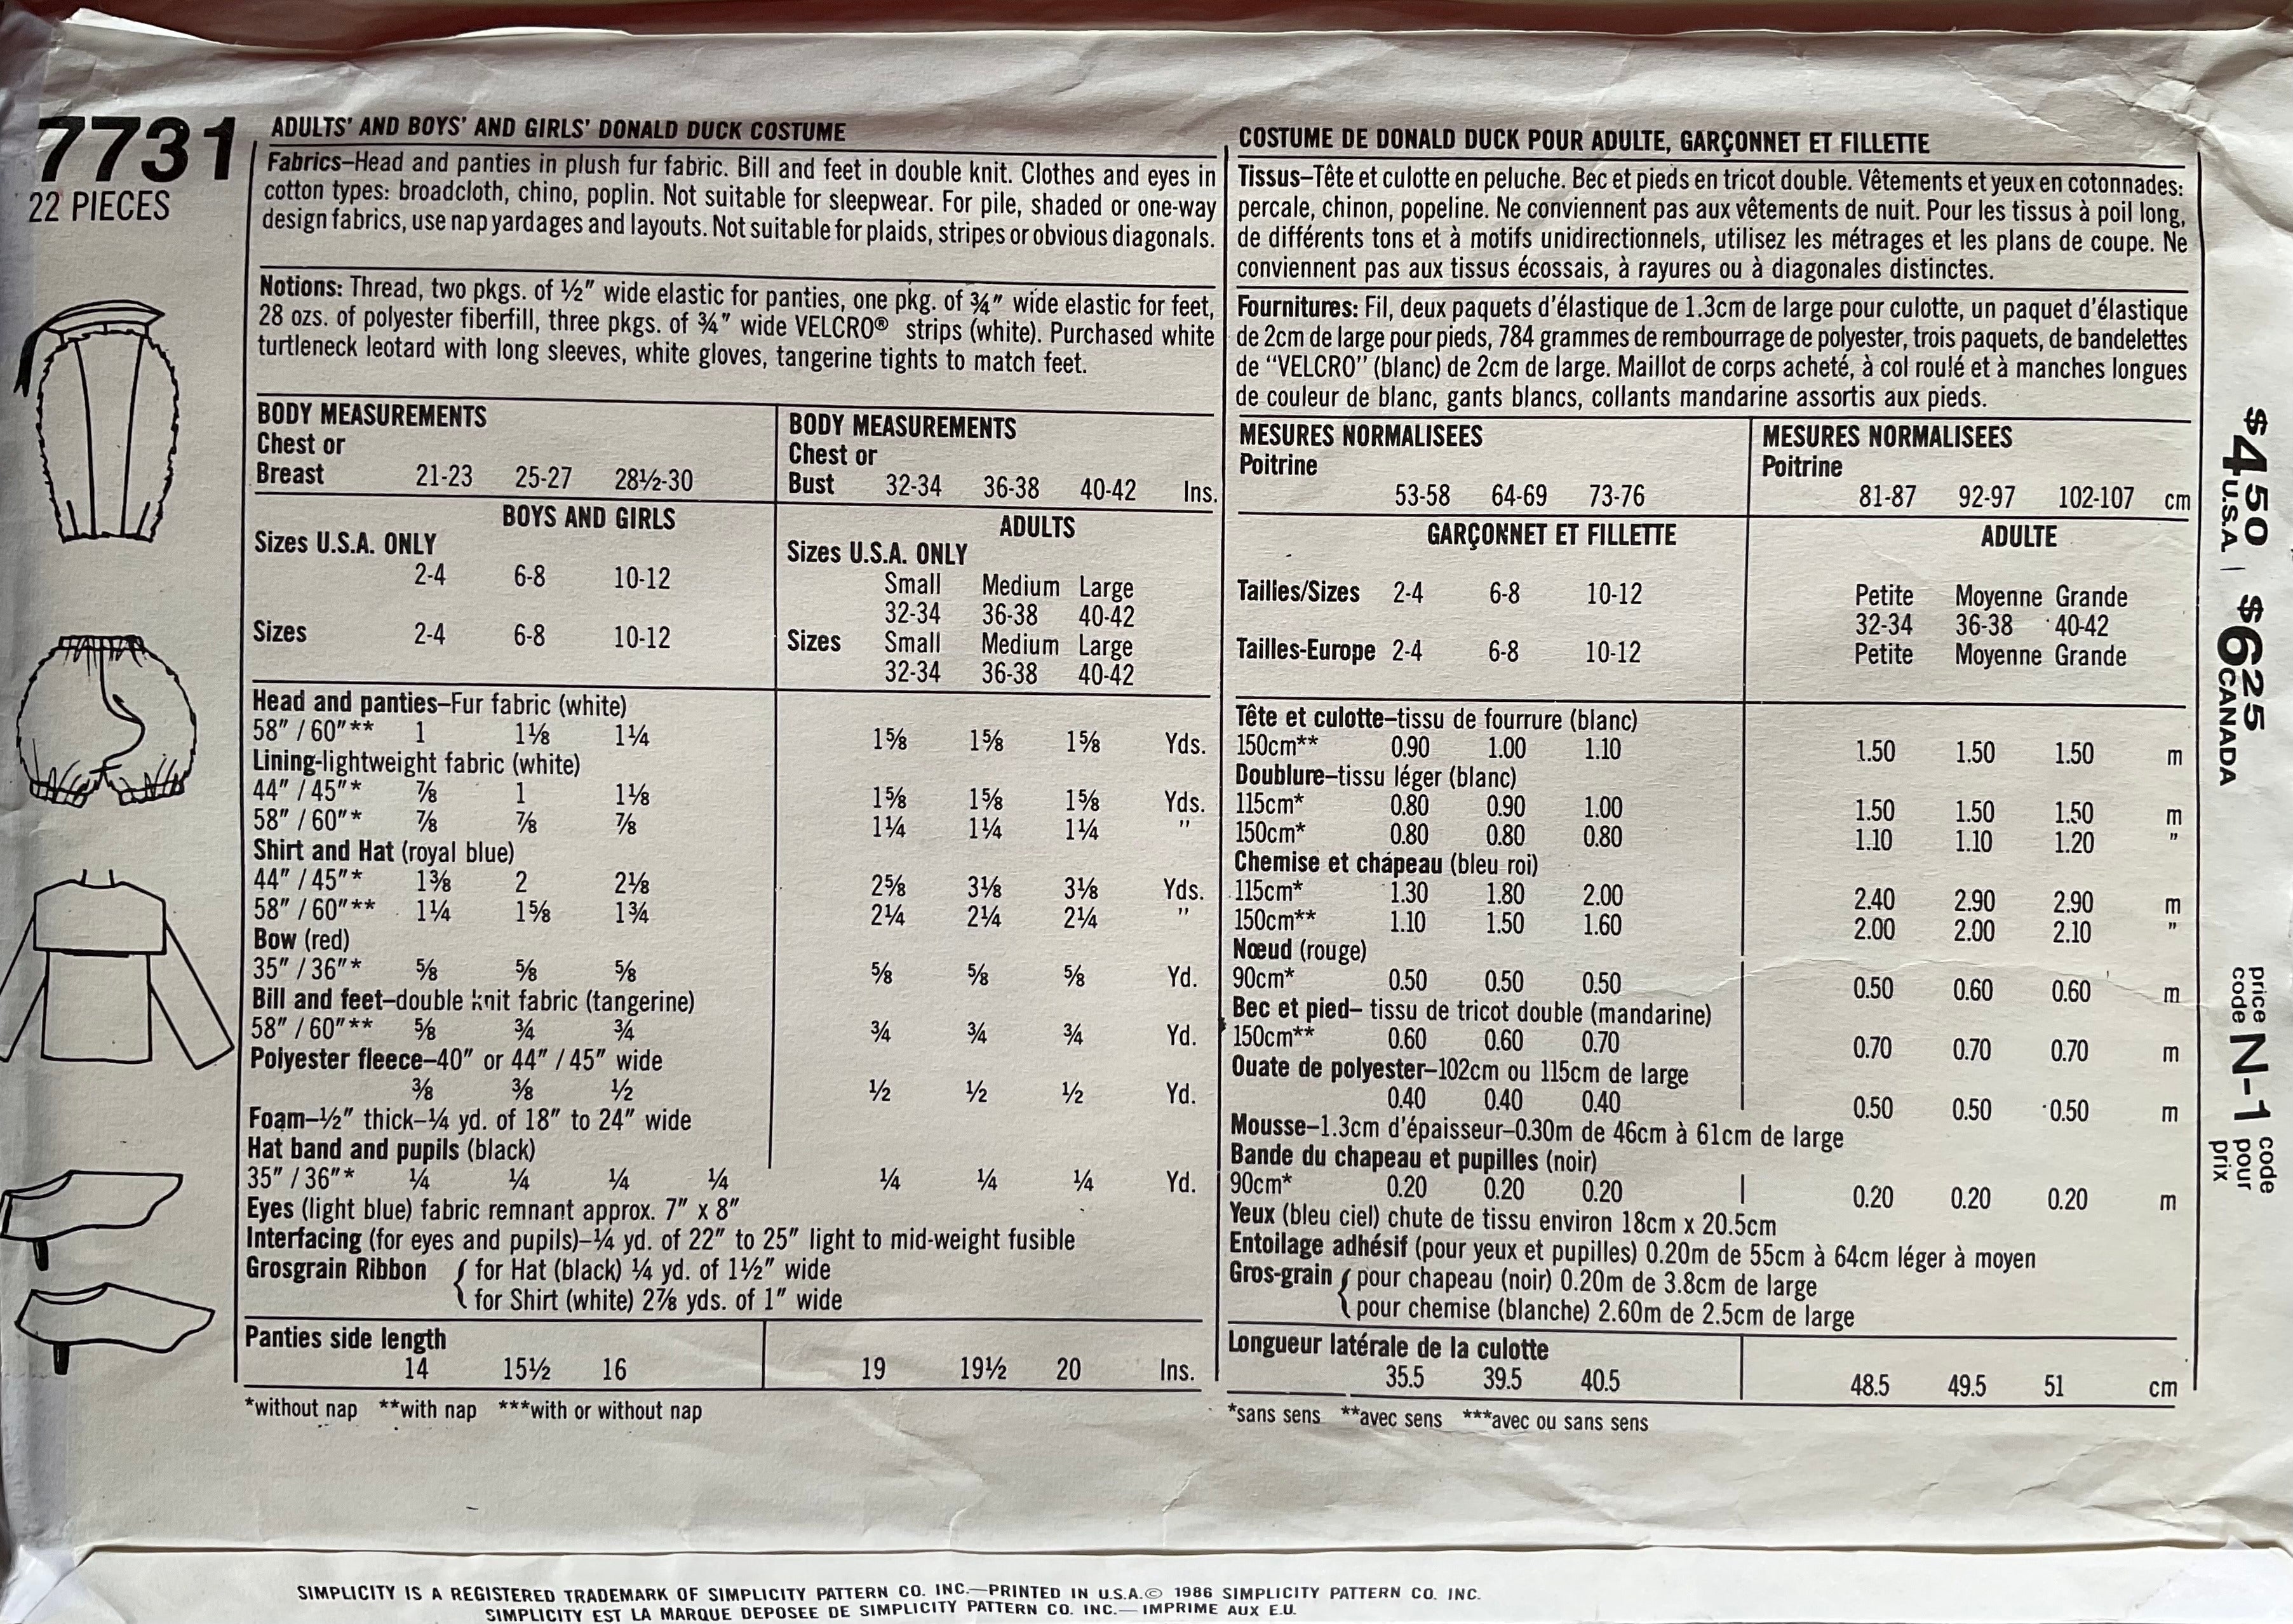 7731
22 PIECES
ADULTS' AND BOYS' AND GIRLS' DONALD DUCK COSTUME
Fabrics–Head and panties in plush fur fabric. Bill and feet in double knit. Clothes and eyes in
cotton types: broadcloth, chino, poplin. Not suitable for sleepwear. For pile, shaded or one-way
design fabrics, use nap yardages and layouts. Not suitable for plaids, stripes or obvious diagonals.
Notions: Thread, two pkgs. of ½" wide elastic for panties, one pkg. of ¾" wide elastic for feet,
28 ozs. of polyester fiberfill, three pkgs. of ¾" wide VELCRO® strips (white). Purchased white
turtleneck leotard with long sleeves, white gloves, tangerine tights to match feet.
BODY MEASUREMENTS
Chest or
Breast 21-23 25-27 28½-30
BOYS AND GIRLS
Sizes U.S.A. ONLY
2-4 6-8 10-12
Sizes 2-4 6-8 10-12
BODY MEASUREMENTS
Chest or
Bust 32-34 36-38 40-42 Ins.
ADULTS
Sizes U.S.A. ONLY
Small Medium Large
32-34 36-38 40-42
Sizes Small Medium Large
32-34 36-38 40-42
Head and panties–Fur fabric (white)
58" / 60"** 1 1⅛ 1¼ 1⅝ 1⅝ 1⅝ Yds.
Lining-lightweight fabric (white)
44" / 45"* ⅞ 1 1⅛ 1⅝ 1⅝ 1⅝ Yds.
58" / 60"* ⅞ ⅞ ⅞ 1¼ 1¼ 1¼ "
Shirt and Hat (royal blue)
44" / 45"* 1⅜ 2 2⅛ 2⅝ 3⅛ 3⅛ Yds.
58" / 60"** 1¼ 1⅝ 1¾ 2¼ 2¼ 2¼ "
Bow (red)
35" / 36"* ⅝ ⅝ ⅝ ⅝ ⅝ ⅝ Yd.
Bill and feet–double knit fabric (tangerine)
58" / 60"** ⅝ ¾ ¾ ¾ ¾ ¾ Yd.
Polyester fleece–40" or 44" / 45" wide
⅜ ⅜ ½ ½ ½ ½ Yd.
Foam–½" thick–¼ yd. of 18" to 24" wide
Hat band and pupils (black)
35" / 36"* ¼ ¼ ¼ ¼ ¼ ¼ ¼ Yd.
Eyes (light blue) fabric remnant approx. 7" x 8"
Interfacing (for eyes and pupils)–¼ yd. of 22" to 25" light to mid-weight fusible
Grosgrain Ribbon { for Hat (black) ¼ yd. of 1½" wide
for Shirt (white) 2⅞ yds. of 1" wide
Panties side length
14 15½ 16 19 19½ 20 Ins.
*without nap **with nap ***with or without nap
COSTUME DE DONALD DUCK POUR ADULTE, GARÇONNET ET FILLETTE
Tissus–Tête et culotte en peluche. Bec et pieds en tricot double. Vêtements et yeux en cotonnades:
percale, chinon, popeline. Ne conviennent pas aux vêtements de nuit. Pour les tissus à poil long,
de différents tons et à motifs unidirectionnels, utilisez les métrages et les plans de coupe. Ne
conviennent pas aux tissus écossais, à rayures ou à diagonales distinctes.
Fournitures: Fil, deux paquets d'élastique de 1.3cm de large pour culotte, un paquet d'élastique
de 2cm de large pour pieds, 784 grammes de rembourrage de polyester, trois paquets, de bandelettes
de "VELCRO" (blanc) de 2cm de large. Maillot de corps acheté, à col roulé et à manches longues
de couleur de blanc, gants blancs, collants mandarine assortis aux pieds.
MESURES NORMALISEES
Poitrine
53-58 64-69 73-76
GARÇONNET ET FILLETTE
Tailles/Sizes 2-4 6-8 10-12
Tailles-Europe 2-4 6-8 10-12
MESURES NORMALISEES
Poitrine
81-87 92-97 102-107 cm
ADULTE
Petite Moyenne Grande
32-34 36-38 40-42
Petite Moyenne Grande
Tête et culotte–tissu de fourrure (blanc)
150cm** 0.90 1.00 1.10 1.50 1.50 1.50 m
Doublure–tissu léger (blanc)
115cm* 0.80 0.90 1.00 1.50 1.50 1.50 m
150cm* 0.80 0.80 0.80 1.10 1.10 1.20 "
Chemise et chápeau (bleu roi)
115cm* 1.30 1.80 2.00 2.40 2.90 2.90 m
150cm** 1.10 1.50 1.60 2.00 2.00 2.10 "
Nœud (rouge)
90cm* 0.50 0.50 0.50 0.50 0.60 0.60 m
Bec et pied– tissu de tricot double (mandarine)
150cm** 0.60 0.60 0.70 0.70 0.70 0.70 m
Ouate de polyester–102cm ou 115cm de large
0.40 0.40 0.40 0.50 0.50 0.50 m
Mousse–1.3cm d'épaisseur–0.30m de 46cm à 61cm de large
Bande du chapeau et pupilles (noir)
90cm* 0.20 0.20 0.20 0.20 0.20 0.20 m
Yeux (bleu ciel) chute de tissu environ 18cm x 20.5cm
Entoilage adhésif (pour yeux et pupilles) 0.20m de 55cm à 64cm léger à moyen
Gros-grain { pour chapeau (noir) 0.20m de 3.8cm de large
pour chemise (blanche) 2.60m de 2.5cm de large
Longueur latérale de la culotte
35.5 39.5 40.5 48.5 49.5 51 cm
*sans sens **avec sens ***avec ou sans sens
$4 50 U.S.A. $6 25 CANADA
price code N-1 code pour prix
SIMPLICITY IS A REGISTERED TRADEMARK OF SIMPLICITY PATTERN CO. INC.—PRINTED IN U.S.A.© 1986 SIMPLICITY PATTERN CO. INC.
SIMPLICITY EST LA MARQUE DEPOSEE DE SIMPLICITY PATTERN CO. INC.— IMPRIME AUX E.U.